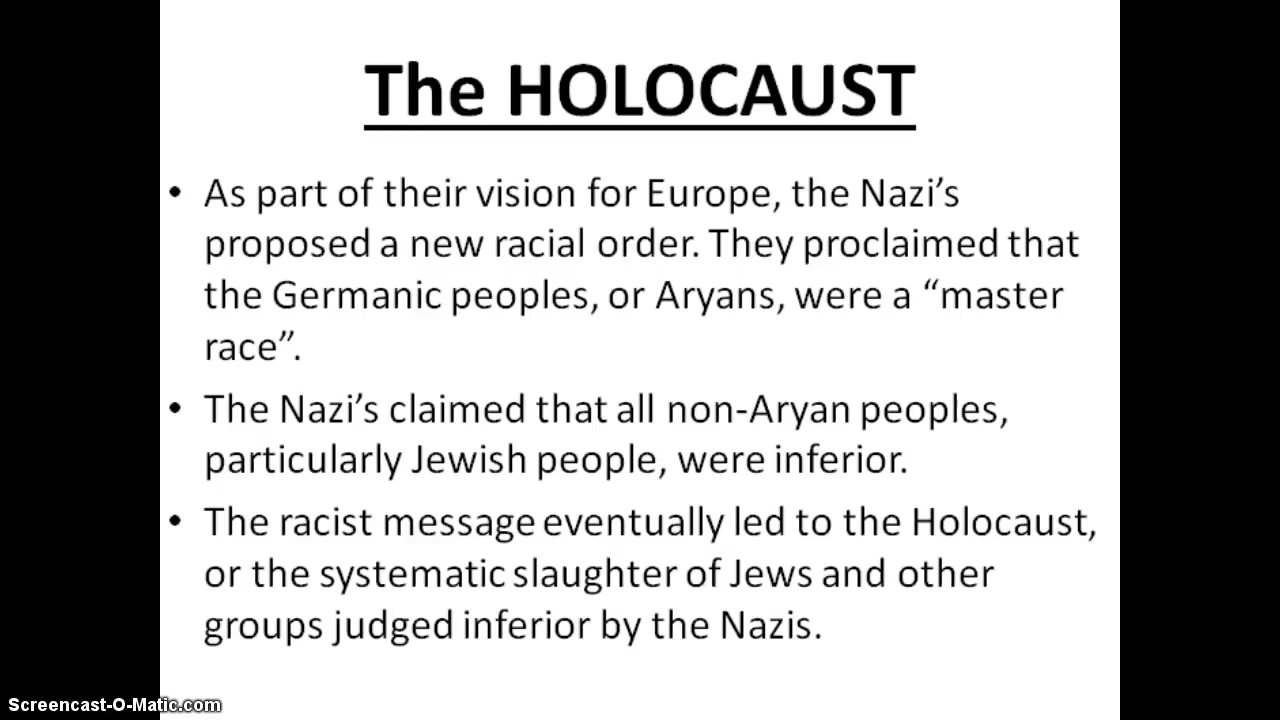 The HOLOCAUST
• As part of their vision for Europe, the Nazi’s
proposed a new racial order. They proclaimed that
the Germanic peoples, or Aryans, were a “master
race”.
• The Nazi’s claimed that all non-Aryan peoples,
particularly Jewish people, were inferior.
• The racist message eventually led to the Holocaust,
or the systematic slaughter of Jews and other
groups judged inferior by the Nazis.
Screencast-O-Matic.com